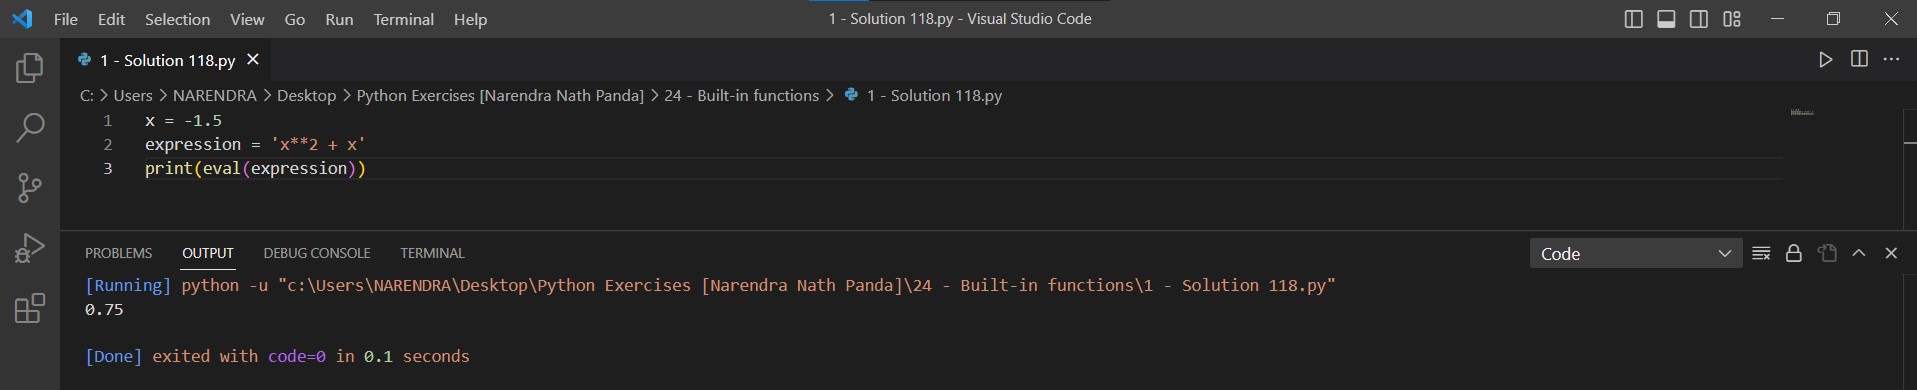 File Edit Selection View Go Run Terminal Help 1 - Solution 118.py - Visual Studio Code
1 - Solution 118.py
C: > Users > NARENDRA > Desktop > Python Exercises [Narendra Nath Panda] > 24 - Built-in functions > 1 - Solution 118.py
1 x = -1.5
2 expression = 'x**2 + x'
3 print(eval(expression))
PROBLEMS OUTPUT DEBUG CONSOLE TERMINAL Code
[Running] python -u "c:\Users\NARENDRA\Desktop\Python Exercises [Narendra Nath Panda]\24 - Built-in functions\1 - Solution 118.py"
0.75
[Done] exited with code=0 in 0.1 seconds